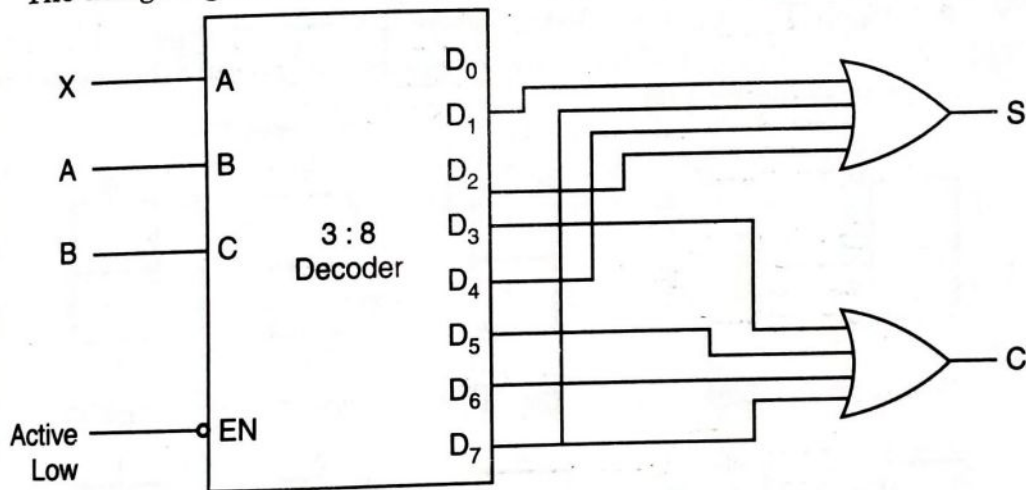 X
A
B
Active
Low
A
B
C
EN
3 : 8
Decoder
D₀
D₁
D₂
D₃
D₄
D₅
D₆
D₇
S
C